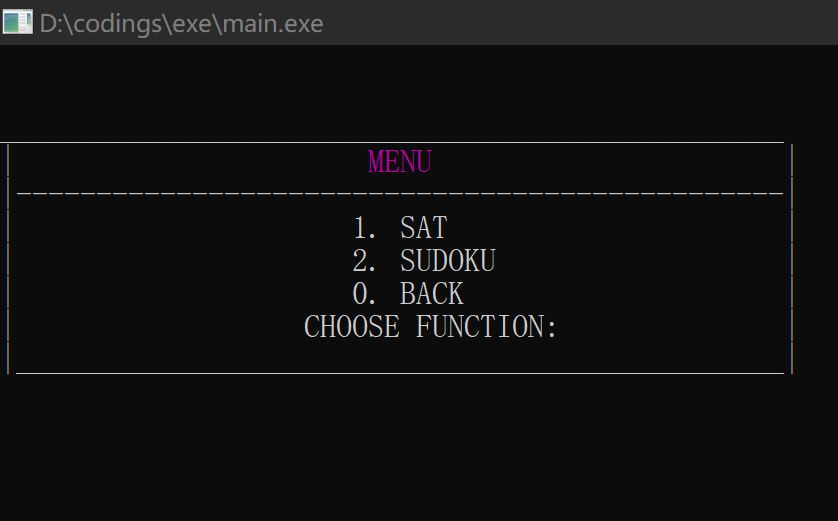 D:\codings\exe\main.exe
MENU
1. SAT
2. SUDOKU
0. BACK
CHOOSE FUNCTION: